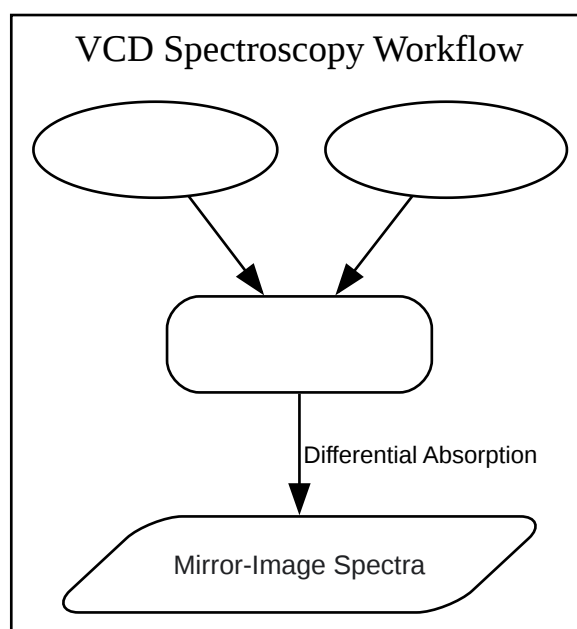 VCD Spectroscopy Workflow
Differential Absorption
Mirror-Image Spectra